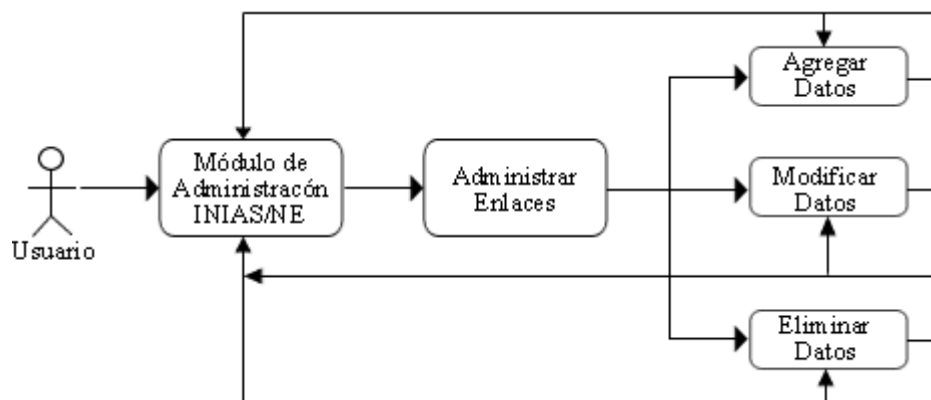 Agregar
Datos
Módulo de
Administracón
INIAS/NE
Administrar
Enlaces
Modificar
Datos
Usuario
Eliminar
Datos